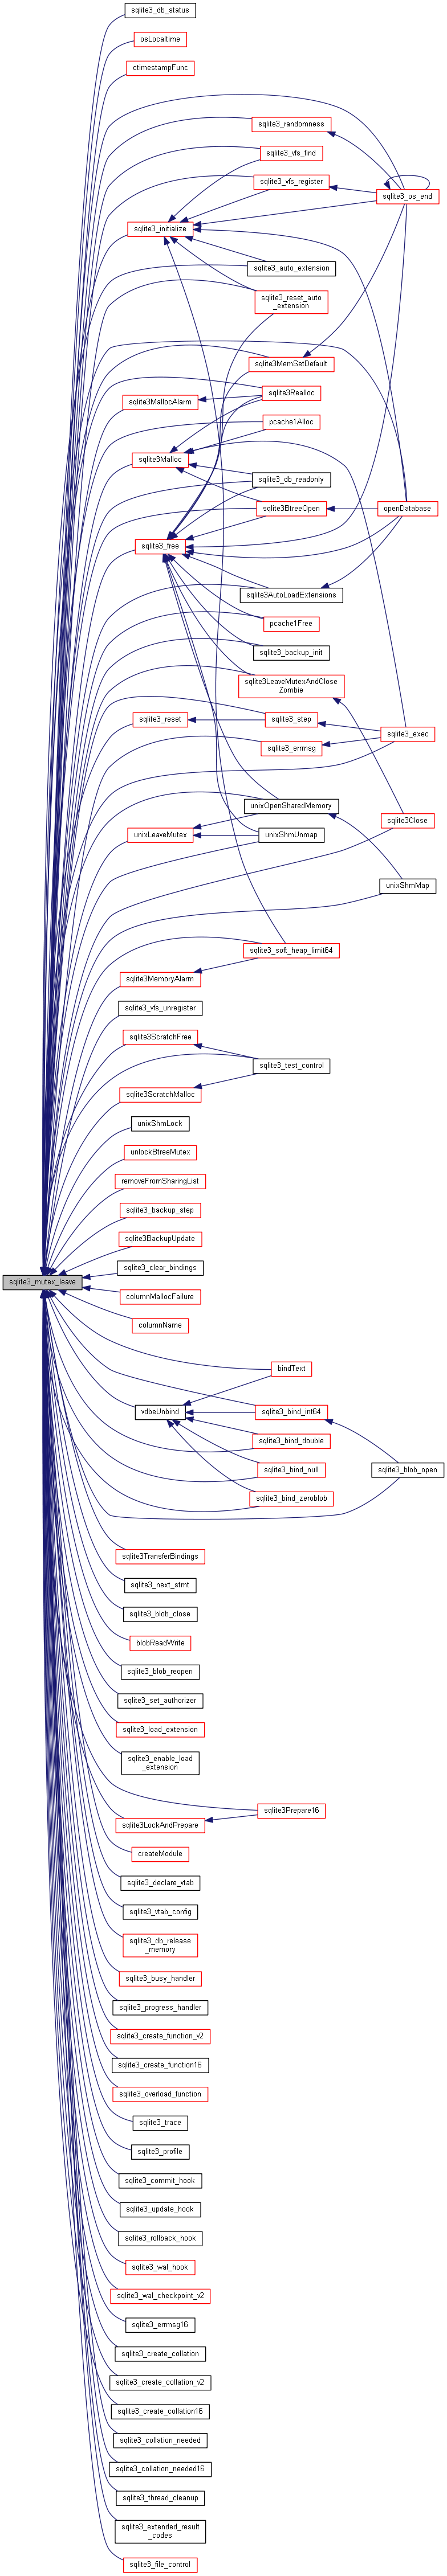 sqlite3_db_status
osLocaltime
ctimestampFunc
sqlite3_randomness
sqlite3_vfs_find
sqlite3_vfs_register
sqlite3_os_end
sqlite3_initialize
sqlite3_auto_extension
sqlite3_reset_auto
_extension
sqlite3MemSetDefault
sqlite3Realloc
sqlite3MallocAlarm
pcache1Alloc
sqlite3Malloc
sqlite3_db_readonly
sqlite3BtreeOpen
openDatabase
sqlite3_free
sqlite3AutoLoadExtensions
pcache1Free
sqlite3_backup_init
sqlite3LeaveMutexAndClose
Zombie
sqlite3_reset
sqlite3_step
sqlite3_exec
sqlite3_errmsg
unixOpenSharedMemory
sqlite3Close
unixLeaveMutex
unixShmUnmap
unixShmMap
sqlite3_soft_heap_limit64
sqlite3MemoryAlarm
sqlite3_vfs_unregister
sqlite3ScratchFree
sqlite3_test_control
sqlite3ScratchMalloc
unixShmLock
unlockBtreeMutex
removeFromSharingList
sqlite3_backup_step
sqlite3BackupUpdate
sqlite3_clear_bindings
sqlite3_mutex_leave
columnMallocFailure
columnName
bindText
vdbeUnbind
sqlite3_bind_int64
sqlite3_bind_double
sqlite3_bind_null
sqlite3_blob_open
sqlite3_bind_zeroblob
sqlite3TransferBindings
sqlite3_next_stmt
sqlite3_blob_close
blobReadWrite
sqlite3_blob_reopen
sqlite3_set_authorizer
sqlite3_load_extension
sqlite3_enable_load
_extension
sqlite3Prepare16
sqlite3LockAndPrepare
createModule
sqlite3_declare_vtab
sqlite3_vtab_config
sqlite3_db_release
_memory
sqlite3_busy_handler
sqlite3_progress_handler
sqlite3_create_function_v2
sqlite3_create_function16
sqlite3_overload_function
sqlite3_trace
sqlite3_profile
sqlite3_commit_hook
sqlite3_update_hook
sqlite3_rollback_hook
sqlite3_wal_hook
sqlite3_wal_checkpoint_v2
sqlite3_errmsg16
sqlite3_create_collation
sqlite3_create_collation_v2
sqlite3_create_collation16
sqlite3_collation_needed
sqlite3_collation_needed16
sqlite3_thread_cleanup
sqlite3_extended_result
_codes
sqlite3_file_control